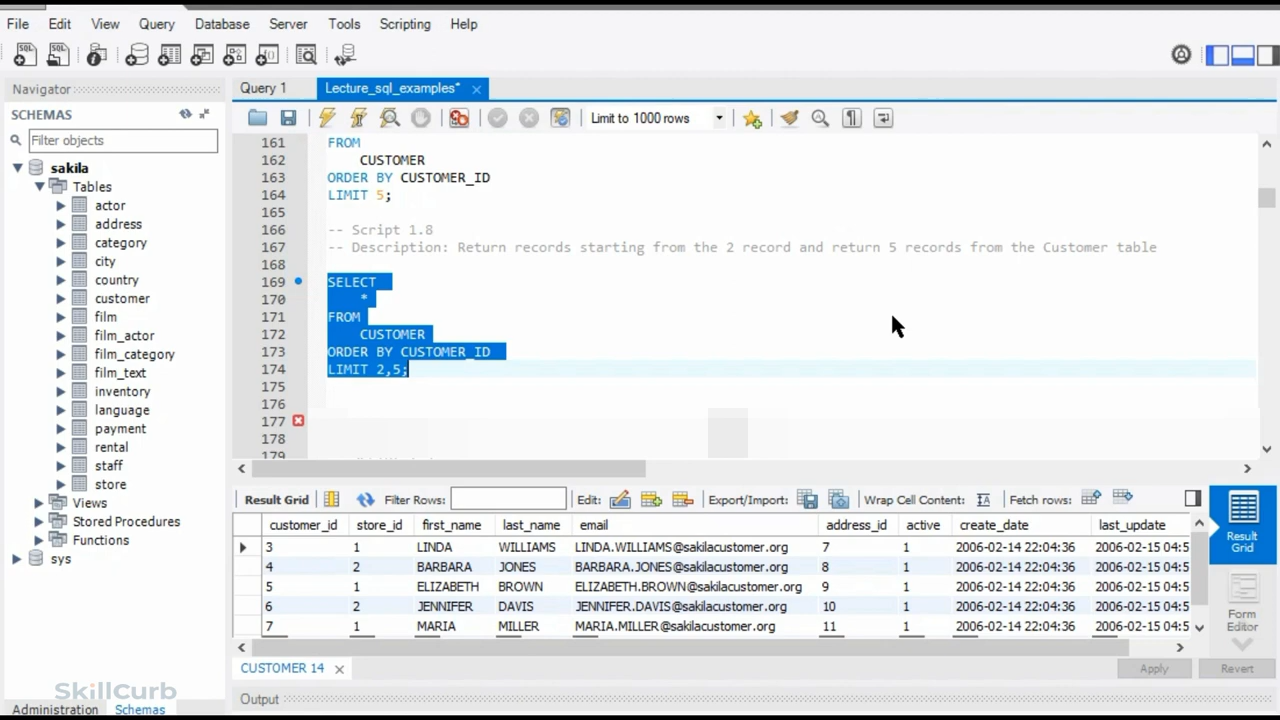 File Edit View Query Database Server Tools Scripting Help
Navigator
SCHEMAS
Filter objects
sakila
Tables
actor
address
category
city
country
customer
film
film_actor
film_category
film_text
inventory
language
payment
rental
staff
store
Views
Stored Procedures
Functions
sys
SkillCurb
Administration Schemas
Query 1 Lecture_sql_examples*
Limit to 1000 rows
161 FROM
162 CUSTOMER
163 ORDER BY CUSTOMER_ID
164 LIMIT 5;
165
166 -- Script 1.8
167 -- Description: Return records starting from the 2 record and return 5 records from the Customer table
168
169 SELECT
170 *
171 FROM
172 CUSTOMER
173 ORDER BY CUSTOMER_ID
174 LIMIT 2,5;
175
176
177
178
179
Result Grid Filter Rows: Edit: Export/Import: Wrap Cell Content: Fetch rows:
customer_id store_id first_name last_name email address_id active create_date last_update
3 1 LINDA WILLIAMS LINDA.WILLIAMS@sakilacustomer.org 7 1 2006-02-14 22:04:36 2006-02-15 04:5
4 2 BARBARA JONES BARBARA.JONES@sakilacustomer.org 8 1 2006-02-14 22:04:36 2006-02-15 04:5
5 1 ELIZABETH BROWN ELIZABETH.BROWN@sakilacustomer.org 9 1 2006-02-14 22:04:36 2006-02-15 04:5
6 2 JENNIFER DAVIS JENNIFER.DAVIS@sakilacustomer.org 10 1 2006-02-14 22:04:36 2006-02-15 04:5
7 1 MARIA MILLER MARIA.MILLER@sakilacustomer.org 11 1 2006-02-14 22:04:36 2006-02-15 04:5
Result
Grid
Form
Editor
CUSTOMER 14
Apply Revert
Output